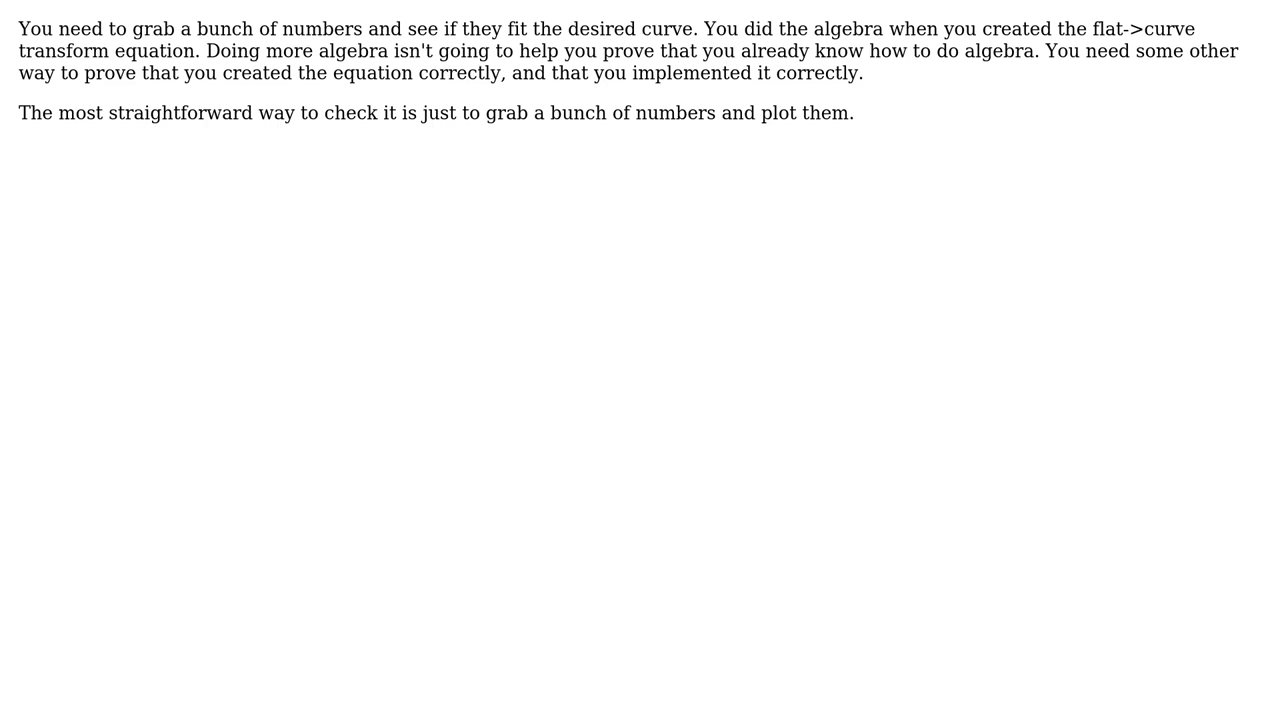 You need to grab a bunch of numbers and see if they fit the desired curve. You did the algebra when you created the flat->curve
transform equation. Doing more algebra isn't going to help you prove that you already know how to do algebra. You need some other
way to prove that you created the equation correctly, and that you implemented it correctly.
The most straightforward way to check it is just to grab a bunch of numbers and plot them.